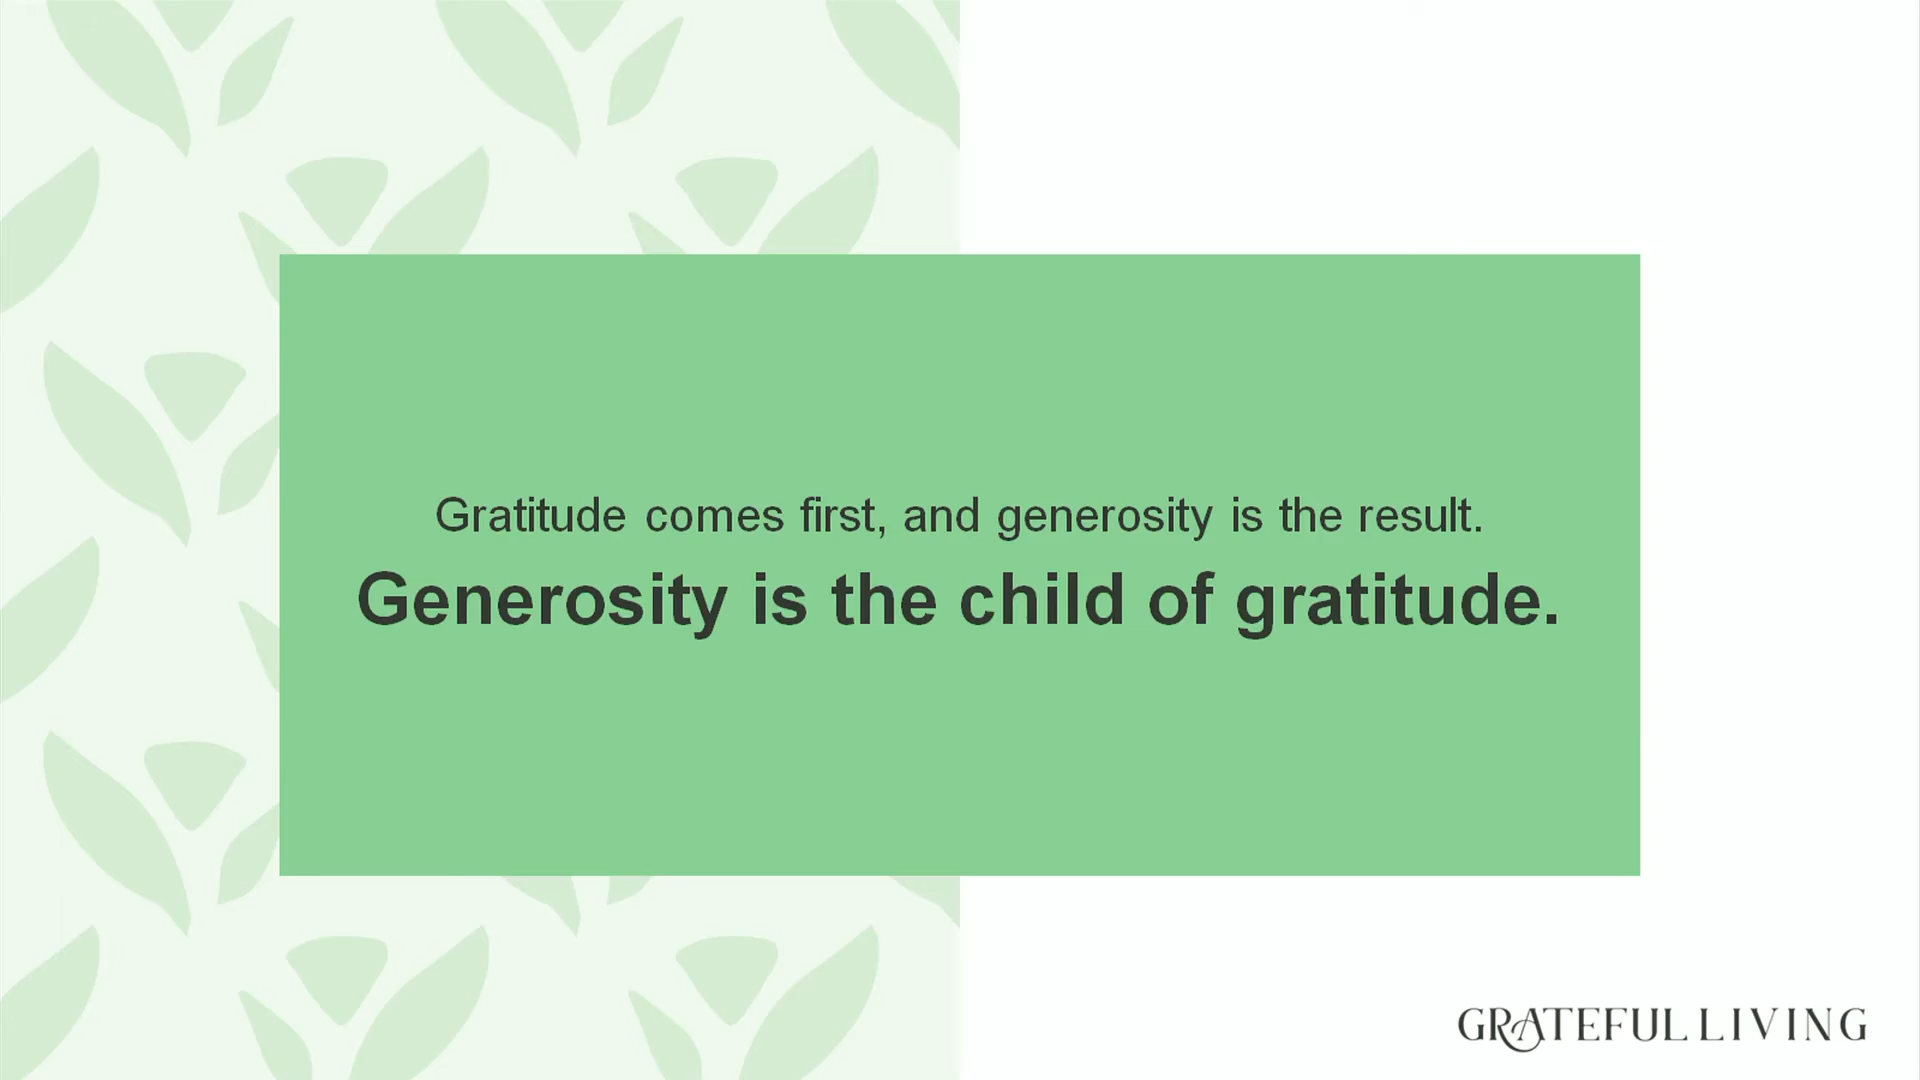 Gratitude comes first, and generosity is the result.
Generosity is the child of gratitude.
GRATEFUL LIVING